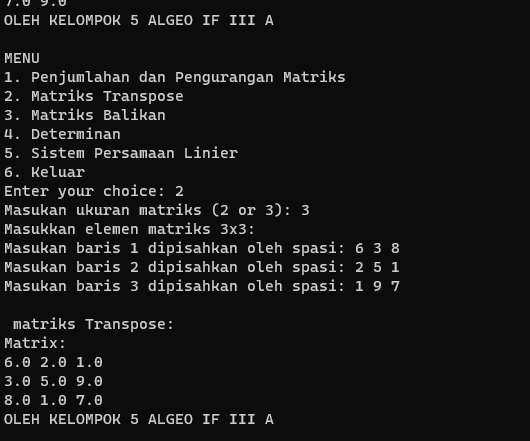 7.0 9.0
OLEH KELOMPOK 5 ALGEO IF III A
MENU
1. Penjumlahan dan Pengurangan Matriks
2. Matriks Transpose
3. Matriks Balikan
4. Determinan
5. Sistem Persamaan Linier
6. Keluar
Enter your choice: 2
Masukan ukuran matriks (2 or 3): 3
Masukkan elemen matriks 3x3:
Masukan baris 1 dipisahkan oleh spasi: 6 3 8
Masukan baris 2 dipisahkan oleh spasi: 2 5 1
Masukan baris 3 dipisahkan oleh spasi: 1 9 7
matriks Transpose:
Matrix:
6.0 2.0 1.0
3.0 5.0 9.0
8.0 1.0 7.0
OLEH KELOMPOK 5 ALGEO IF III A